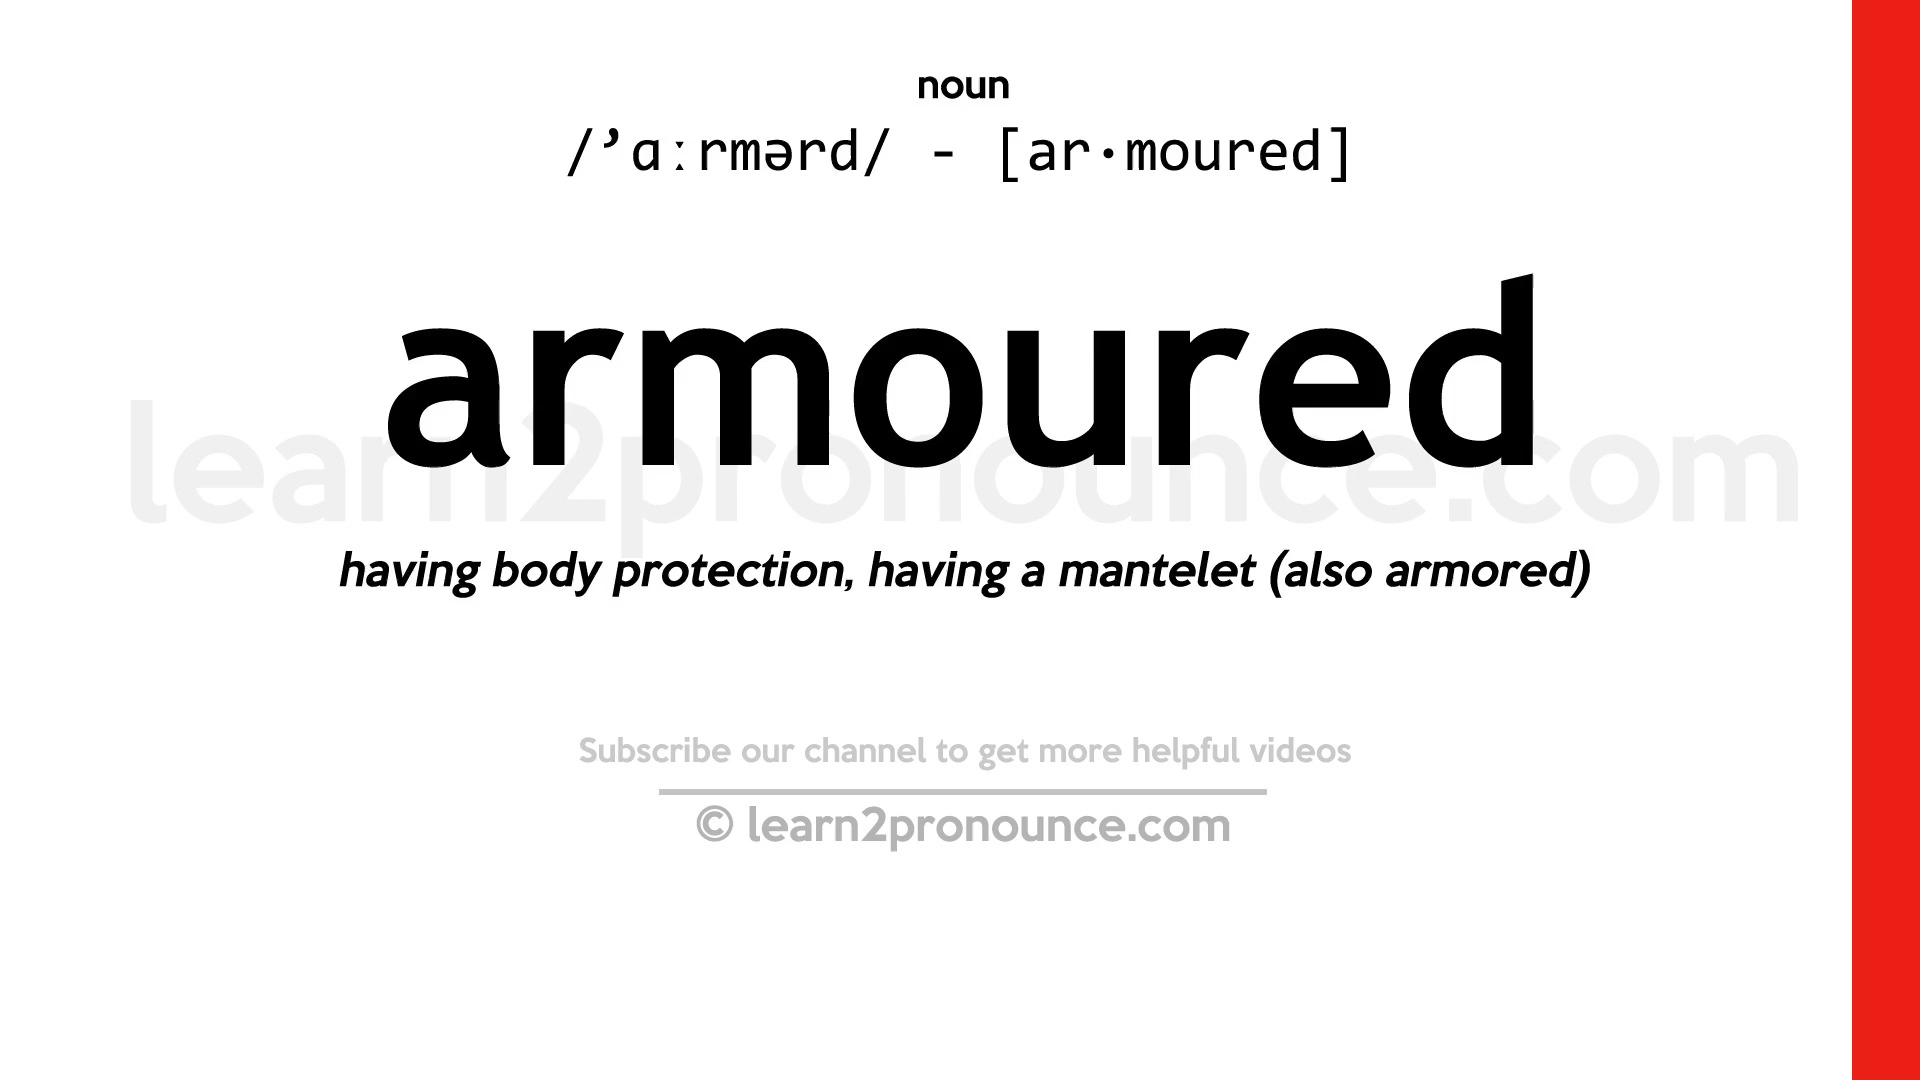 noun
/’ɑːrmərd/ - [ar·moured]
armoured
learn2pronounce.com
having body protection, having a mantelet (also armored)
Subscribe our channel to get more helpful videos
© learn2pronounce.com